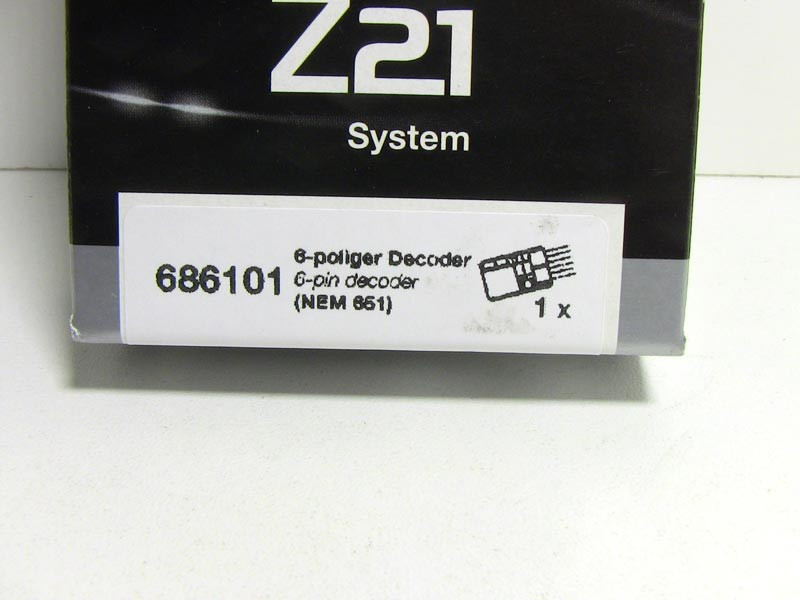 Z21
System
686101
6-poliger Decoder
6-pin decoder
(NEM 651)
1 x